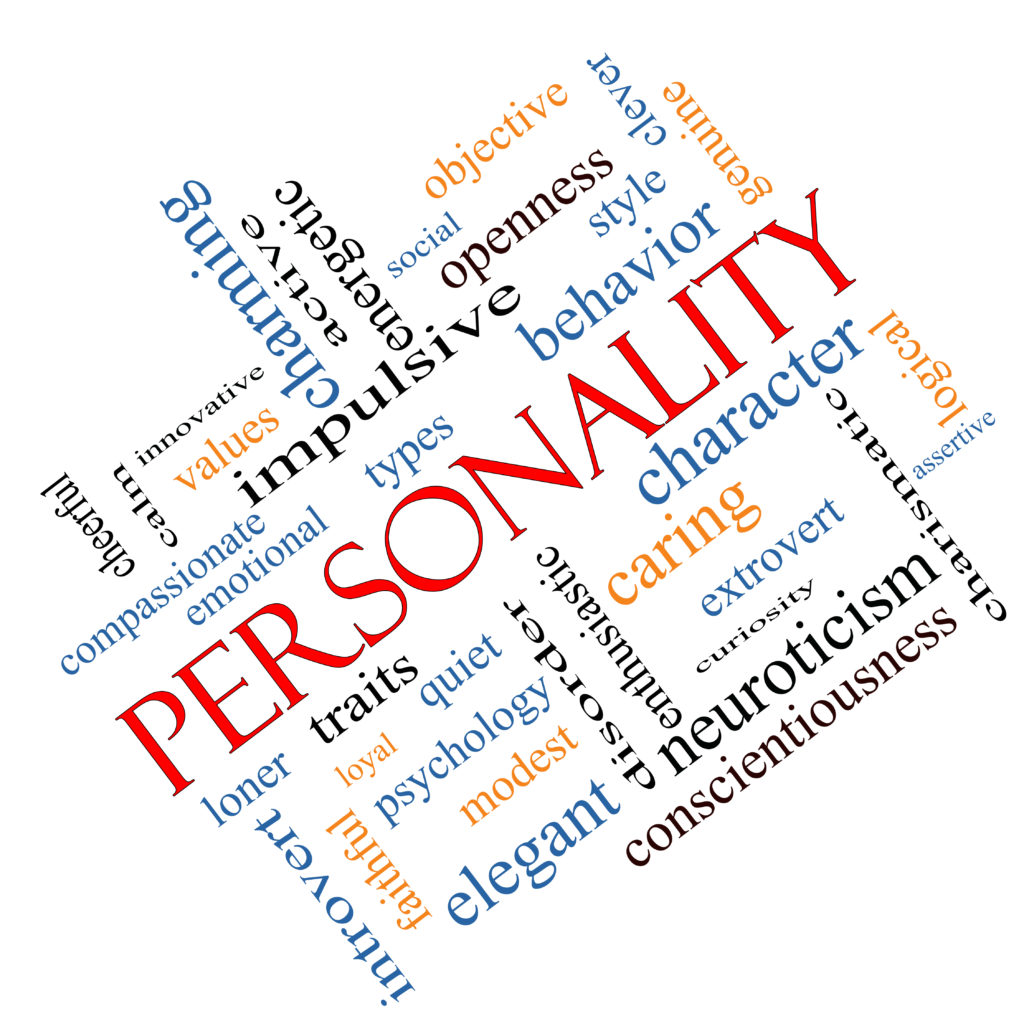 clever
genuine
objective
openness
style
social
charming
active
energetic
behavior
impulsive
PERSONALITY
innovative
values
types
character
logical
assertive
charismatic
cheerful
calm
compassionate
emotional
caring
extrovert
curiosity
enthusiastic
disorder
neuroticism
conscientiousness
traits
quiet
loner
loyal
psychology
modest
elegant
faithful
introvert